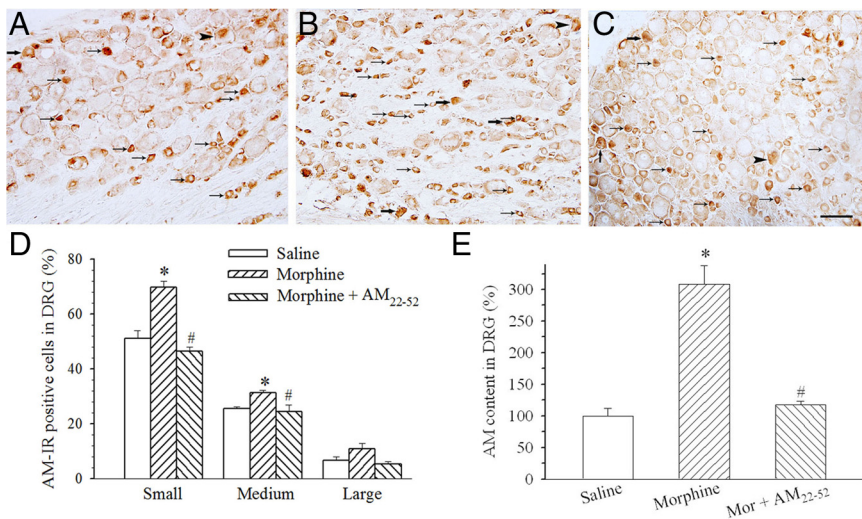 A
B
C
D
E
80
60
40
20
0
AM-IR positive cells in DRG (%)
Saline
Morphine
Morphine + AM22-52
*
#
*
#
Small
Medium
Large
300
250
200
150
100
50
0
AM content in DRG (%)
*
#
Saline
Morphine
Mor + AM22-52